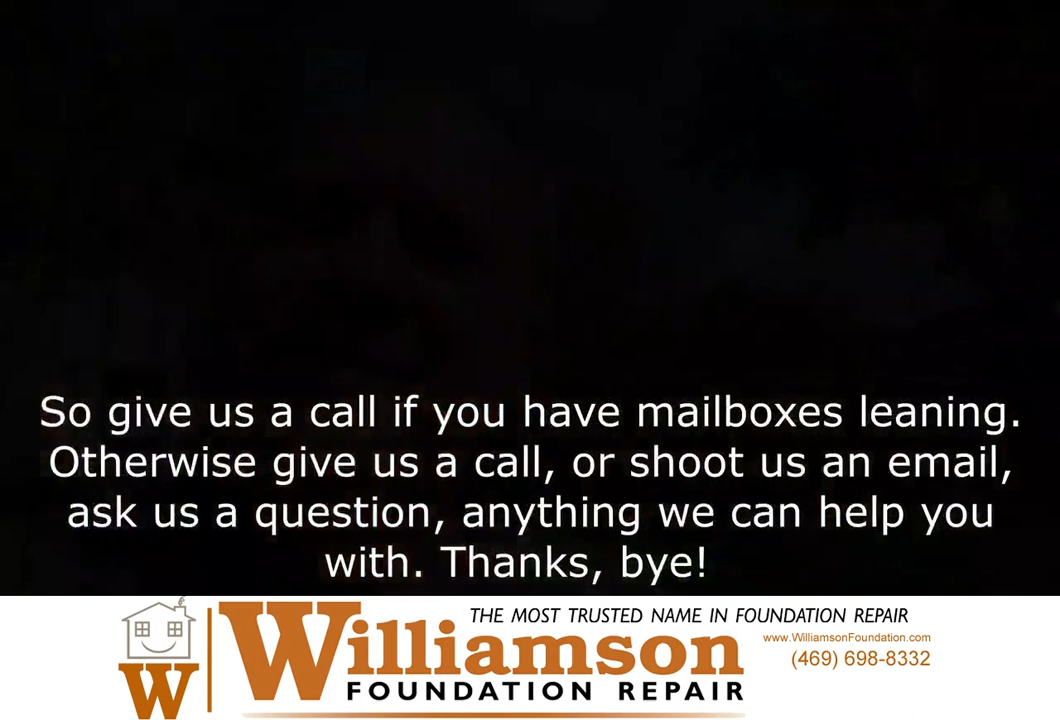 So give us a call if you have mailboxes leaning.
Otherwise give us a call, or shoot us an email,
ask us a question, anything we can help you
with. Thanks, bye!
THE MOST TRUSTED NAME IN FOUNDATION REPAIR
www.WilliamsonFoundation.com
(469) 698-8332
W
Williamson
FOUNDATION REPAIR